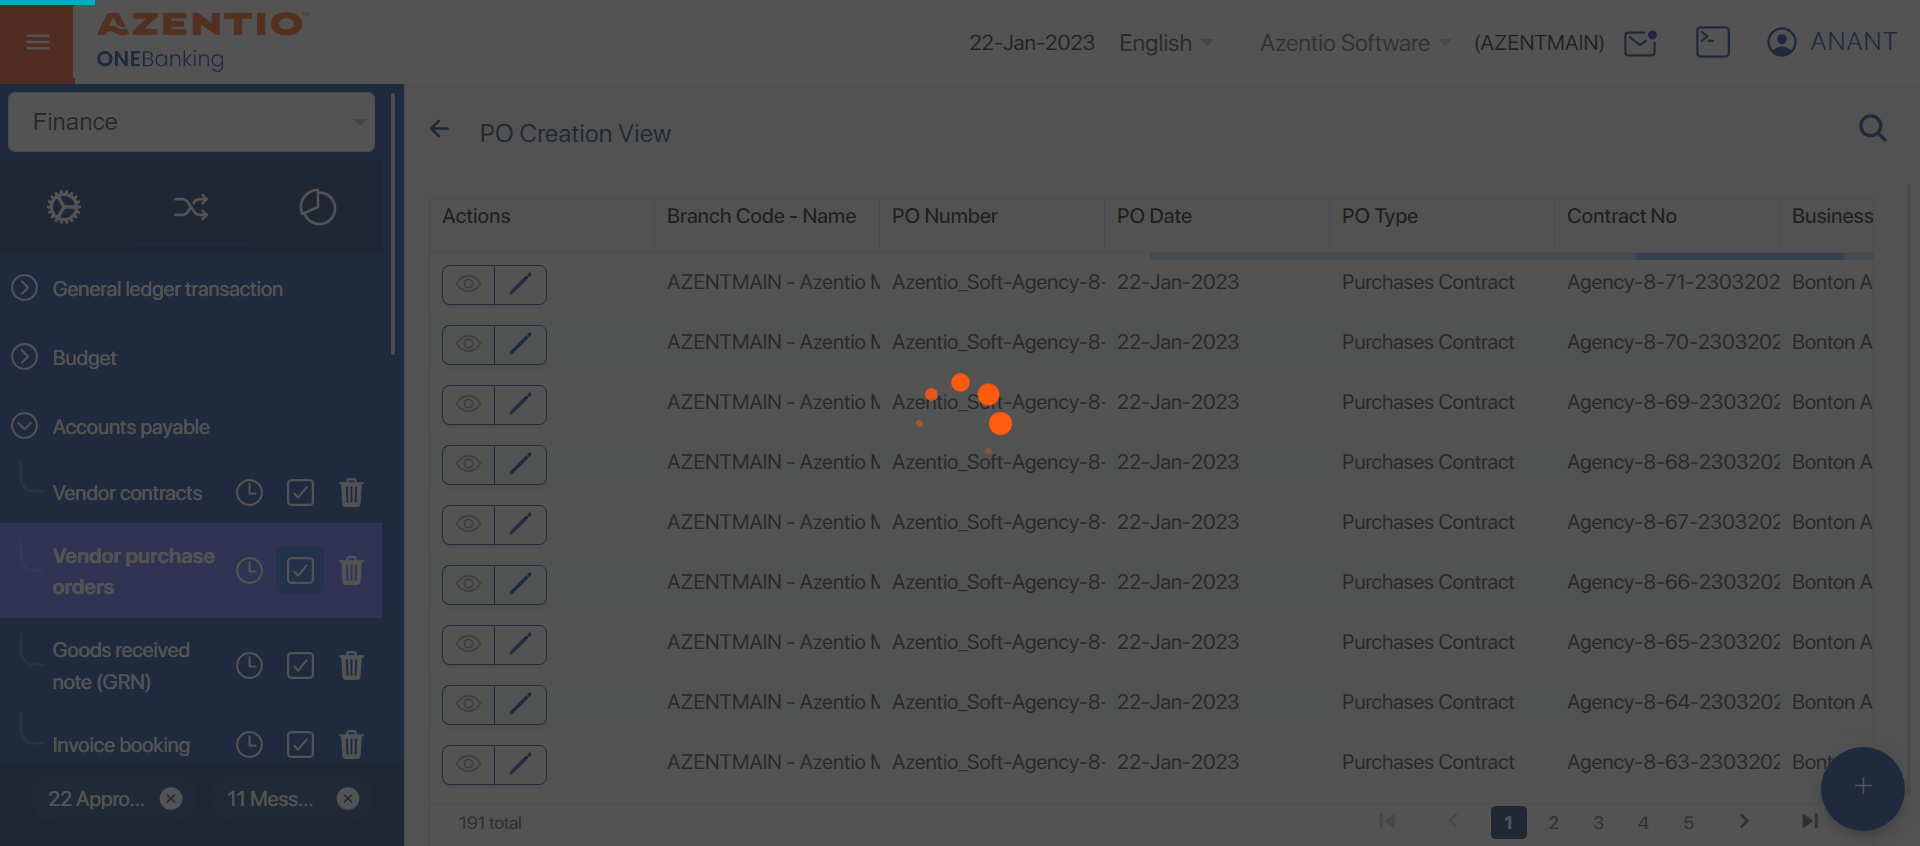 AZENTIO™
ONEBanking
22-Jan-2023 English Azentio Software (AZENTMAIN) ANANT
Finance
General ledger transaction
Budget
Accounts payable
Vendor contracts
Vendor purchase
orders
Goods received
note (GRN)
Invoice booking
22 Appro...
11 Mess...
PO Creation View
Actions Branch Code - Name PO Number PO Date PO Type Contract No Business
AZENTMAIN - Azentio M Azentio_Soft-Agency-8- 22-Jan-2023 Purchases Contract Agency-8-71-2303202 Bonton A
AZENTMAIN - Azentio M Azentio_Soft-Agency-8- 22-Jan-2023 Purchases Contract Agency-8-70-2303202 Bonton A
AZENTMAIN - Azentio M Azentio_Soft-Agency-8- 22-Jan-2023 Purchases Contract Agency-8-69-2303202 Bonton A
AZENTMAIN - Azentio M Azentio_Soft-Agency-8- 22-Jan-2023 Purchases Contract Agency-8-68-2303202 Bonton A
AZENTMAIN - Azentio M Azentio_Soft-Agency-8- 22-Jan-2023 Purchases Contract Agency-8-67-2303202 Bonton A
AZENTMAIN - Azentio M Azentio_Soft-Agency-8- 22-Jan-2023 Purchases Contract Agency-8-66-2303202 Bonton A
AZENTMAIN - Azentio M Azentio_Soft-Agency-8- 22-Jan-2023 Purchases Contract Agency-8-65-2303202 Bonton A
AZENTMAIN - Azentio M Azentio_Soft-Agency-8- 22-Jan-2023 Purchases Contract Agency-8-64-2303202 Bonton A
AZENTMAIN - Azentio M Azentio_Soft-Agency-8- 22-Jan-2023 Purchases Contract Agency-8-63-2303202 Bont
191 total 1 2 3 4 5